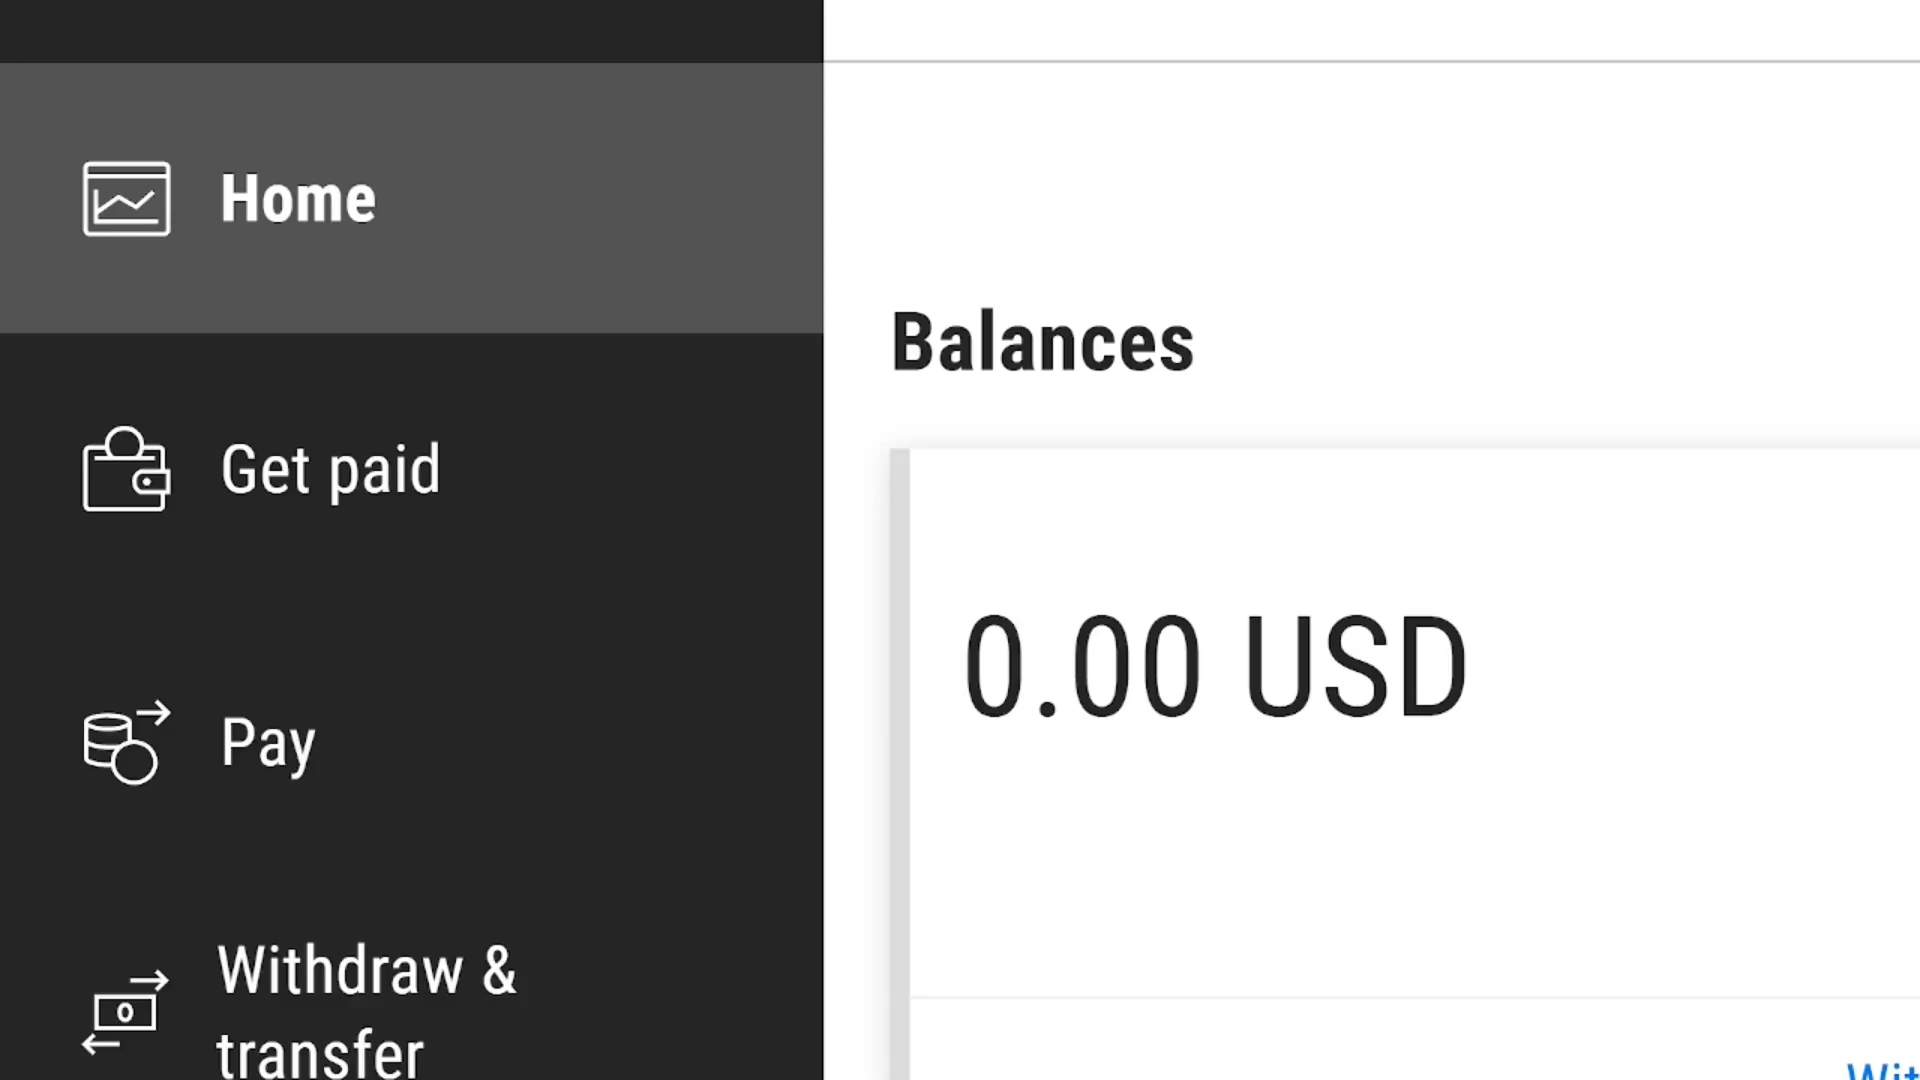 Home
Get paid
Pay
Withdraw &
transfer
Balances
0.00 USD